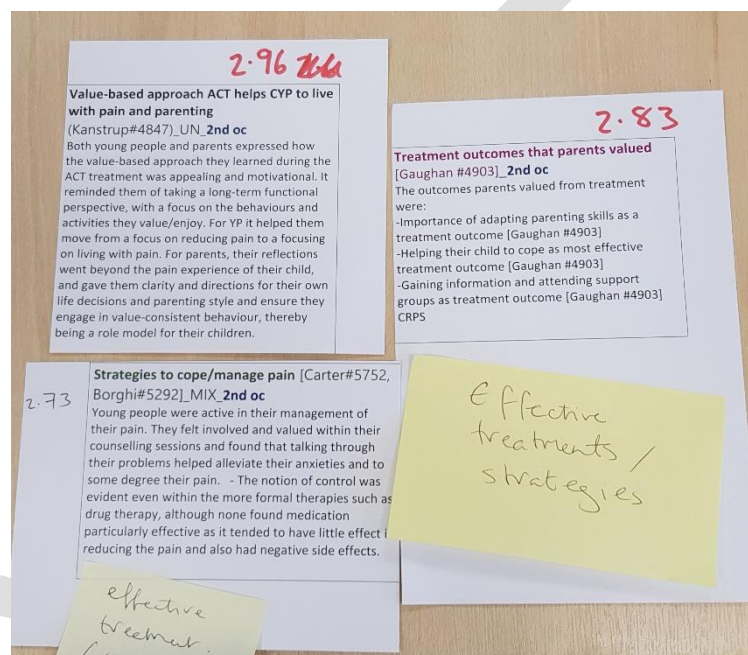 2.96
Value-based approach ACT helps CYP to live
with pain and parenting
(Kanstrup#4847)_UN_2nd oc
Both young people and parents expressed how
the value-based approach they learned during the
ACT treatment was appealing and motivational. It
reminded them of taking a long-term functional
perspective, with a focus on the behaviours and
activities they value/enjoy. For YP it helped them
move from a focus on reducing pain to a focusing
on living with pain. For parents, their reflections
went beyond the pain experience of their child,
and gave them clarity and directions for their own
life decisions and parenting style and ensure they
engage in value-consistent behaviour, thereby
being a role model for their children.
2.83
Treatment outcomes that parents valued
[Gaughan #4903]_2nd oc
The outcomes parents valued from treatment
were:
-Importance of adapting parenting skills as a
treatment outcome [Gaughan #4903]
-Helping their child to cope as most effective
treatment outcome [Gaughan #4903]
-Gaining information and attending support
groups as treatment outcome [Gaughan #4903]
CRPS
2.73
Strategies to cope/manage pain [Carter#5752,
Borghi#5292]_MIX_2nd oc
Young people were active in their management of
their pain. They felt involved and valued within their
counselling sessions and found that talking through
their problems helped alleviate their anxieties and to
some degree their pain. - The notion of control was
evident even within the more formal therapies such as
drug therapy, although none found medication
particularly effective as it tended to have little effect i
reducing the pain and also had negative side effects.
Effective
treatments /
strategies
effective
treatment